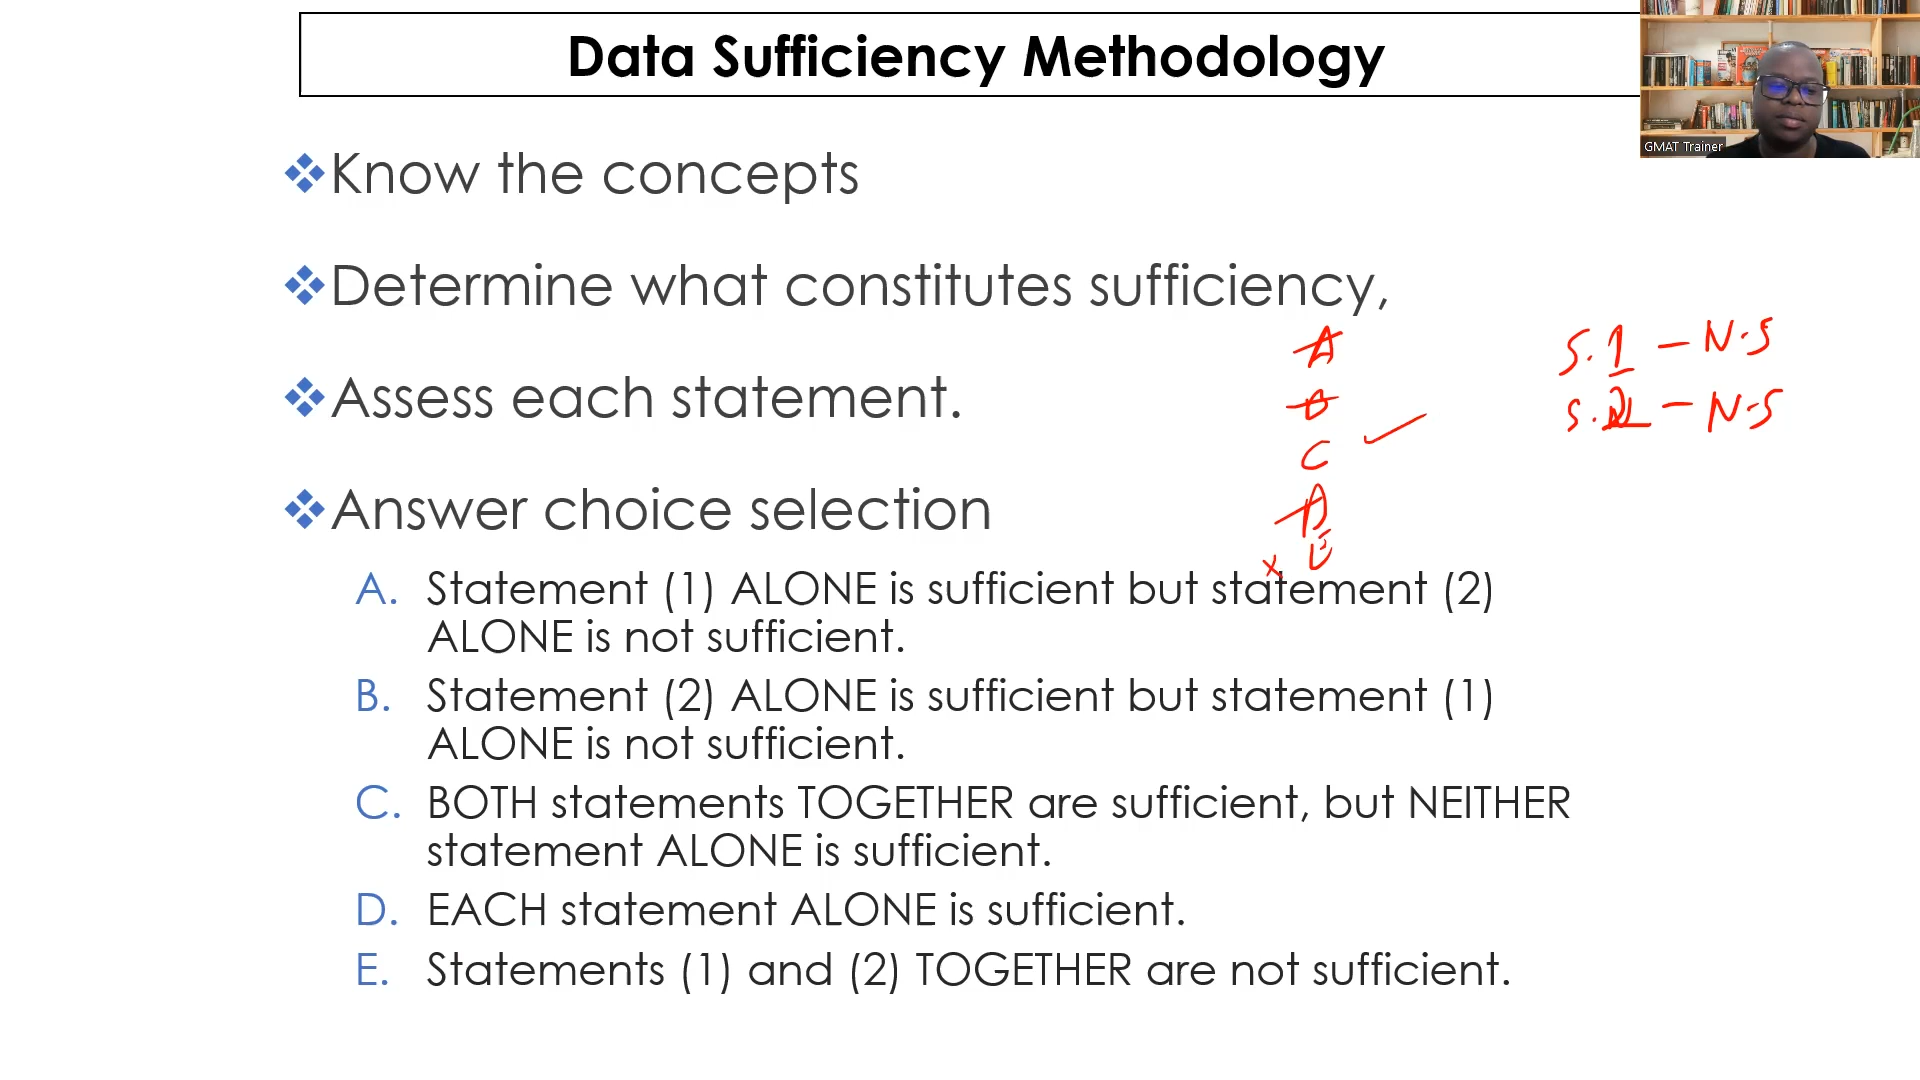 Data Sufficiency Methodology
GMAT Trainer
❖Know the concepts
❖Determine what constitutes sufficiency,
❖Assess each statement.
❖Answer choice selection
A
C
E
S.1 – N.S
S.2 – N.S
A. Statement (1) ALONE is sufficient but statement (2)
ALONE is not sufficient.
B. Statement (2) ALONE is sufficient but statement (1)
ALONE is not sufficient.
C. BOTH statements TOGETHER are sufficient, but NEITHER
statement ALONE is sufficient.
D. EACH statement ALONE is sufficient.
E. Statements (1) and (2) TOGETHER are not sufficient.